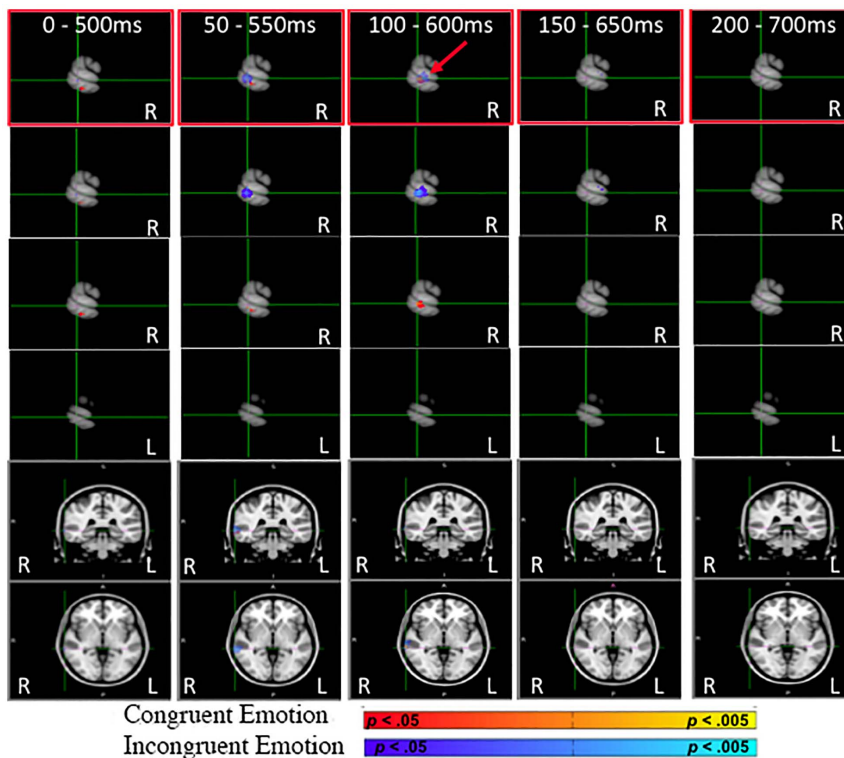 0 - 500ms 50 - 550ms 100 - 600ms 150 - 650ms 200 - 700ms
R R R R R
R R R R R
R R R R R
L L L L L
R L R L R L R L R L
R L R L R L R L R L
Congruent Emotion p < .05 p < .005
Incongruent Emotion p < .05 p < .005